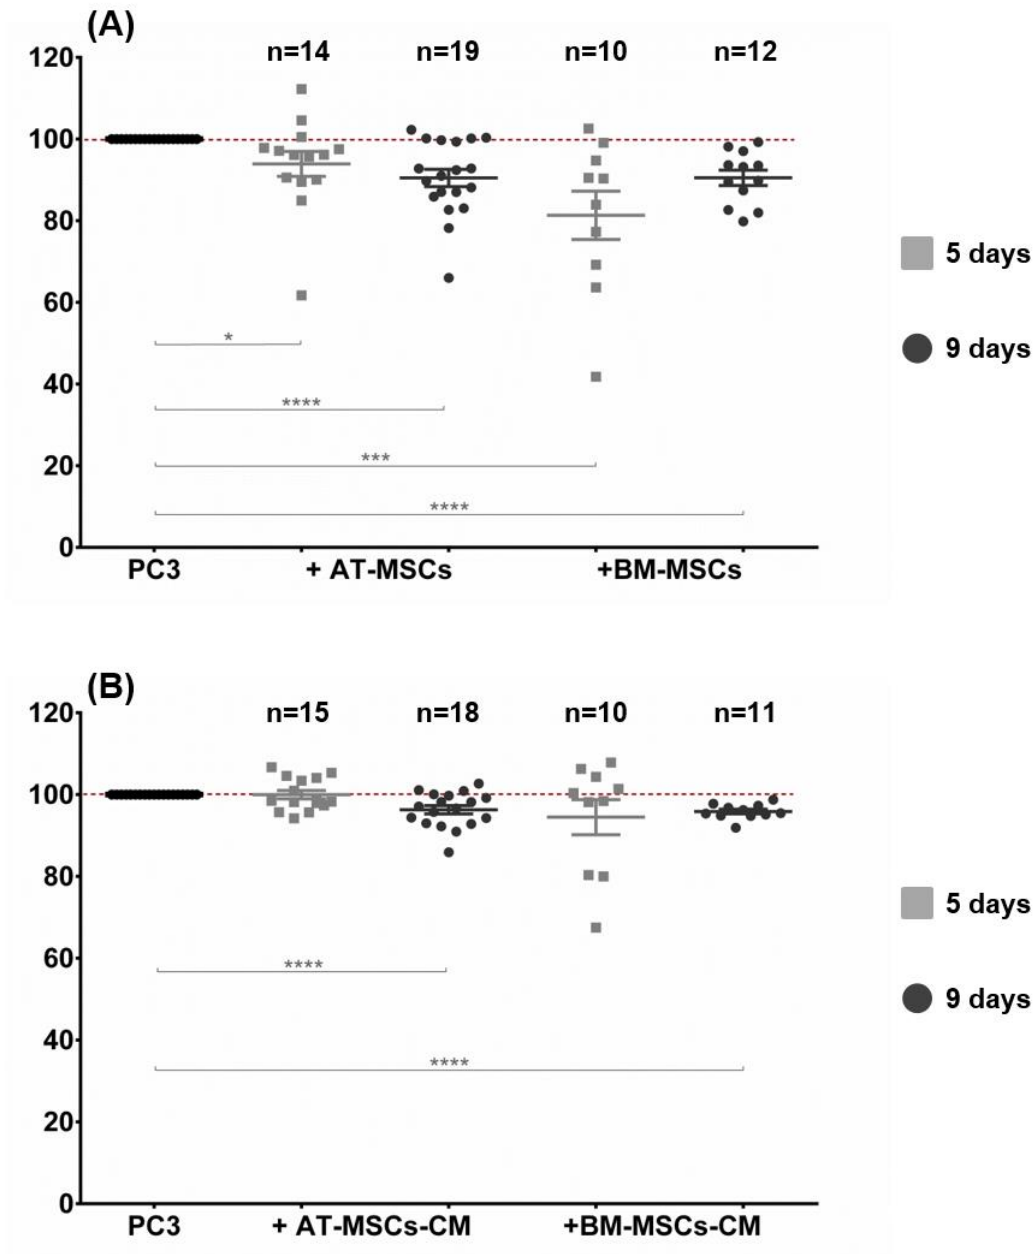 (A)
120
n=14 n=19 n=10 n=12
100
80
5 days
60
9 days
*
40
****
***
20
****
0
PC3 + AT-MSCs +BM-MSCs
(B)
120
n=15 n=18 n=10 n=11
100
80
5 days
60
****
9 days
40
****
20
0
PC3 + AT-MSCs-CM +BM-MSCs-CM